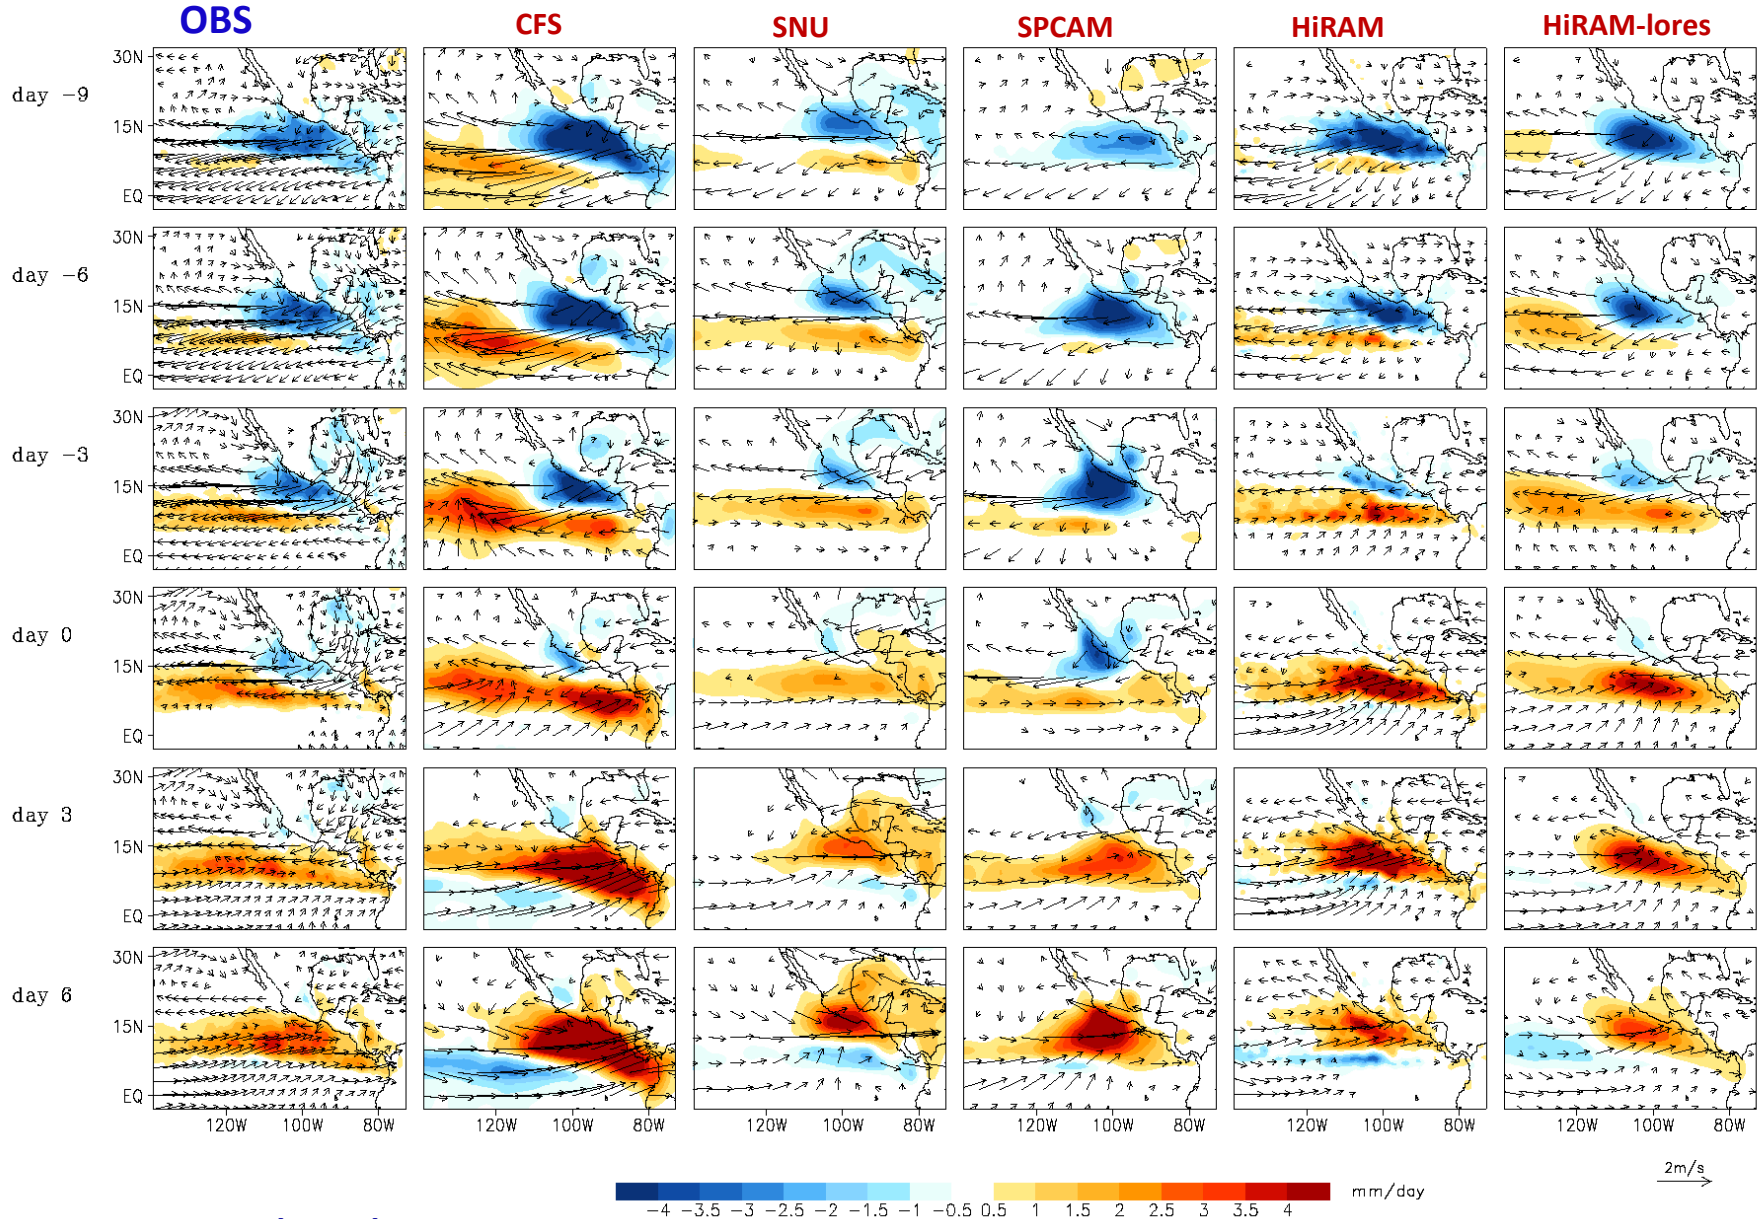 OBS CFS SNU SPCAM HiRAM HiRAM-lores
day -9
30N
15N
EQ
day -6
30N
15N
EQ
day -3
30N
15N
EQ
day 0
30N
15N
EQ
day 3
30N
15N
EQ
day 6
30N
15N
EQ
120W 100W 80W 120W 100W 80W 120W 100W 80W 120W 100W 80W 120W 100W 80W 120W 100W 80W
2m/s
mm/day
-4 -3.5 -3 -2.5 -2 -1.5 -1 -0.5 0.5 1 1.5 2 2.5 3 3.5 4